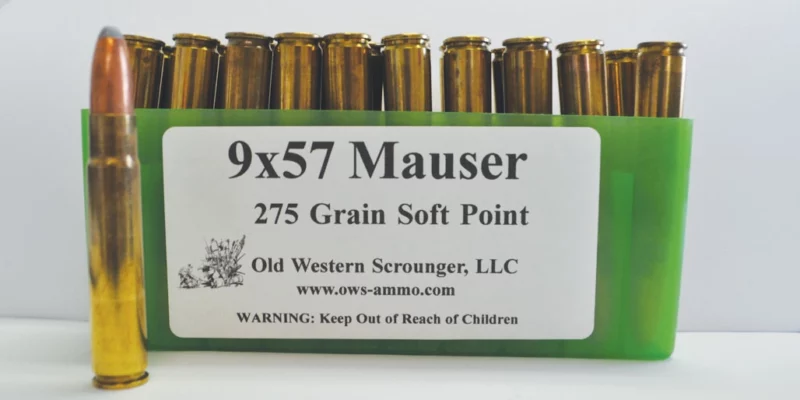 9x57 Mauser
275 Grain Soft Point
Old Western Scrounger, LLC
www.ows-ammo.com
WARNING: Keep Out of Reach of Children